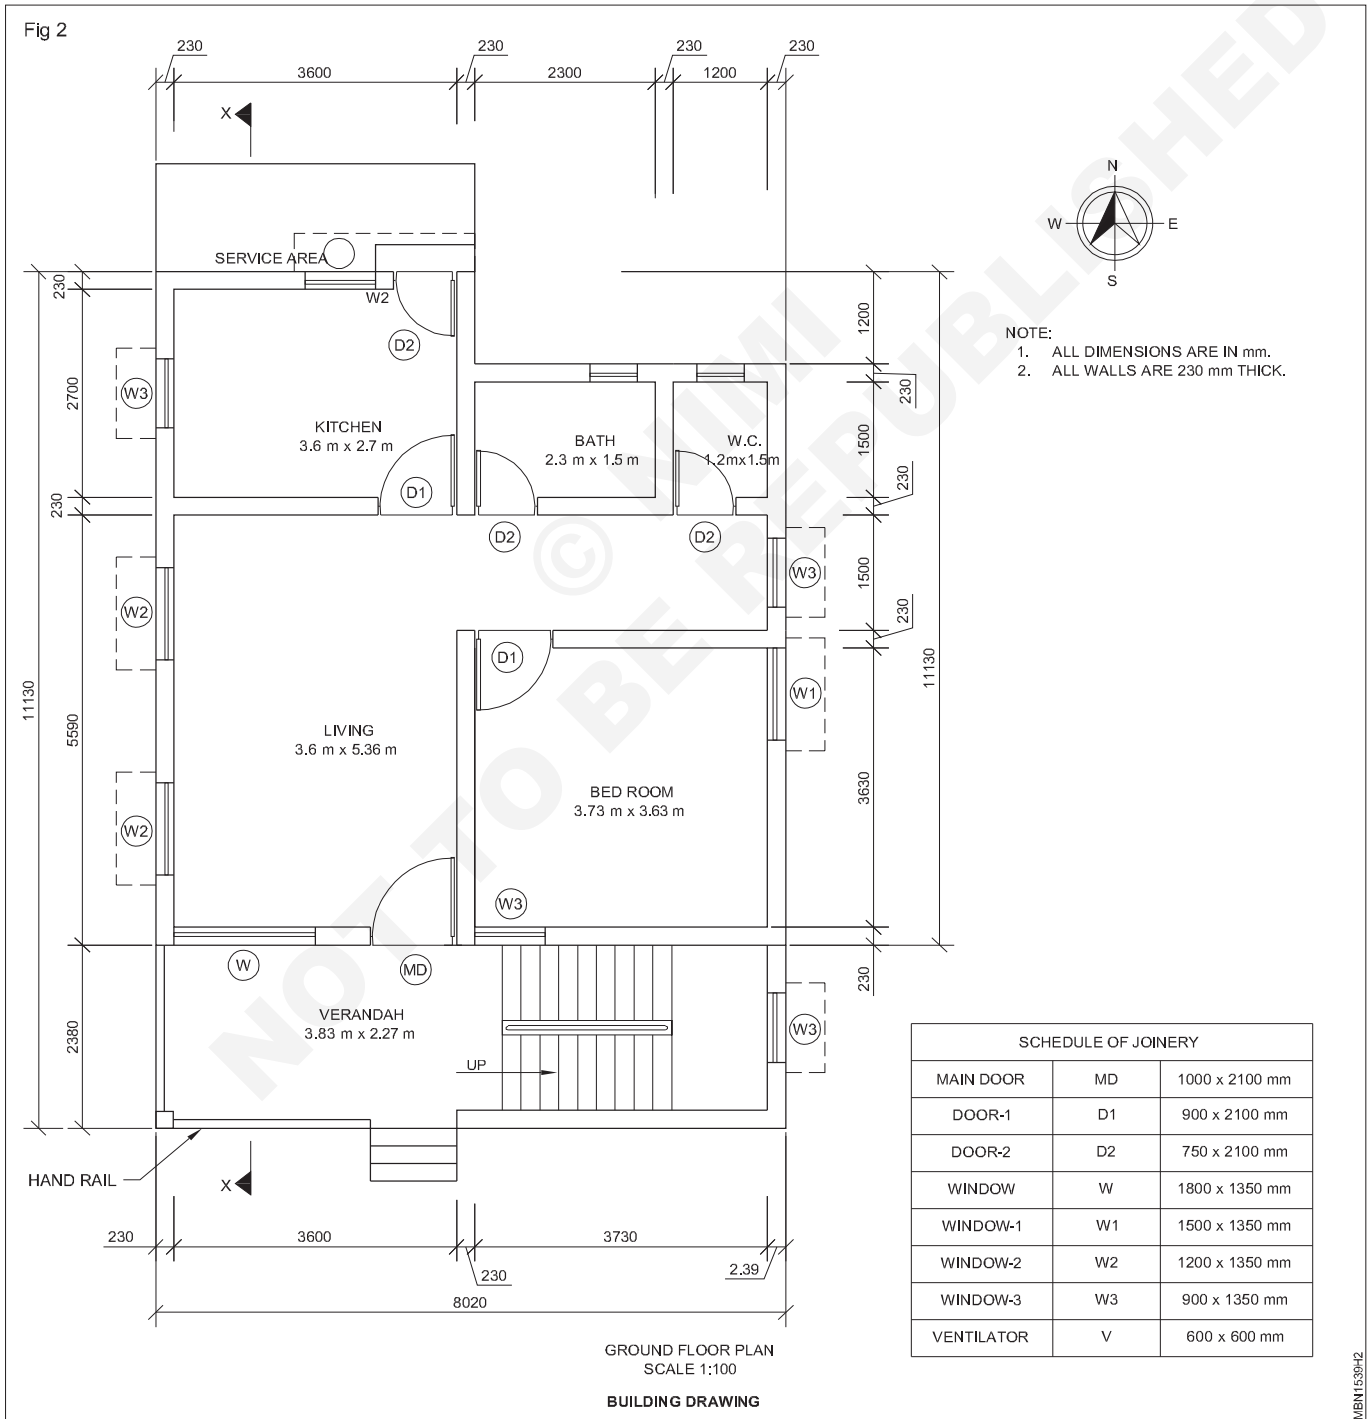 Fig 2
230
230
230
230
3600
2300
1200
X
N
W
E
S
SERVICE AREA
W2
D2
230
1200
NOTE:
1. ALL DIMENSIONS ARE IN mm.
2. ALL WALLS ARE 230 mm THICK.
W3
2700
230
KITCHEN
3.6 m x 2.7 m
BATH
2.3 m x 1.5 m
W.C.
1.2mx1.5m
1500
D1
230
230
D2
D2
W3
1500
W2
230
D1
11130
11130
W1
5590
LIVING
3.6 m x 5.36 m
BED ROOM
3.73 m x 3.63 m
3630
W2
W3
W
MD
230
VERANDAH
3.83 m x 2.27 m
2380
W3
UP
HAND RAIL
X
230
3600
3730
230
2.39
8020
SCHEDULE OF JOINERY
MAIN DOOR MD 1000 x 2100 mm
DOOR-1 D1 900 x 2100 mm
DOOR-2 D2 750 x 2100 mm
WINDOW W 1800 x 1350 mm
WINDOW-1 W1 1500 x 1350 mm
WINDOW-2 W2 1200 x 1350 mm
WINDOW-3 W3 900 x 1350 mm
VENTILATOR V 600 x 600 mm
GROUND FLOOR PLAN
SCALE 1:100
BUILDING DRAWING
MBN1539H2
© NIMI
NOT TO BE REPUBLISHED